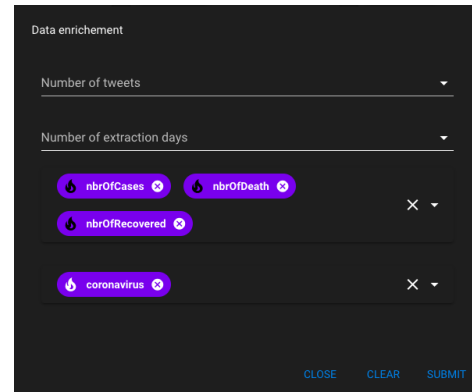 Data enrichement
Number of tweets
Number of extraction days
nbrOfCases nbrOfDeath
nbrOfRecovered
coronavirus
CLOSE CLEAR SUBMIT